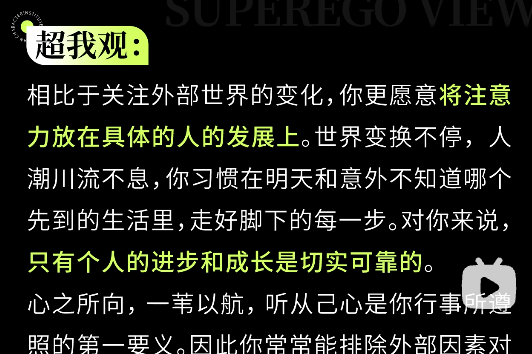 SUPEREGO VIEW
超我观：
相比于关注外部世界的变化，你更愿意将注意
力放在具体的人的发展上。世界变换不停，人
潮川流不息，你习惯在明天和意外不知道哪个
先到的生活里，走好脚下的每一步。对你来说，
只有个人的进步和成长是切实可靠的。
心之所向，一苇以航，听从己心是你行事所遵
照的第一要义。因此你常常能排除外部因素对